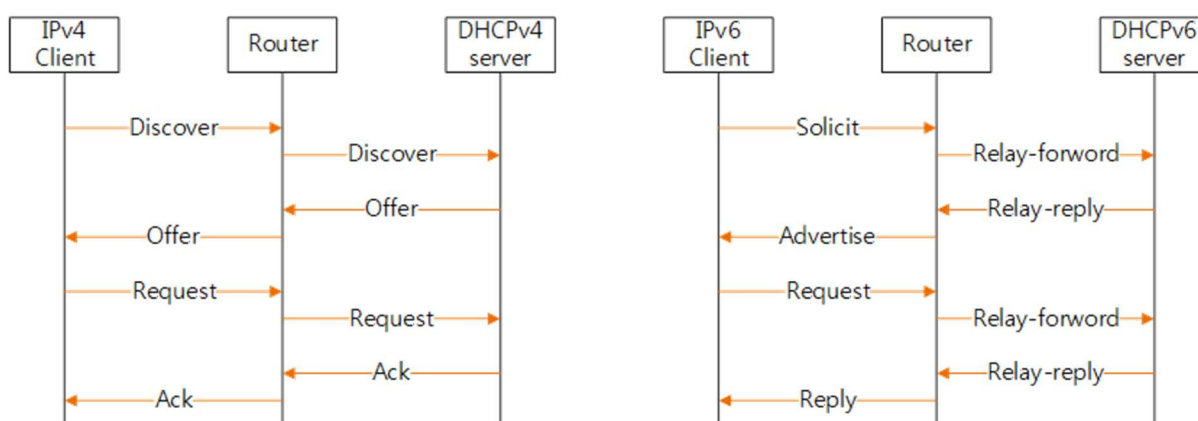 IPv4
Client
Router
DHCPv4
server
Discover
Discover
Offer
Offer
Request
Request
Ack
Ack
IPv6
Client
Router
DHCPv6
server
Solicit
Relay-forword
Relay-reply
Advertise
Request
Relay-forword
Relay-reply
Reply